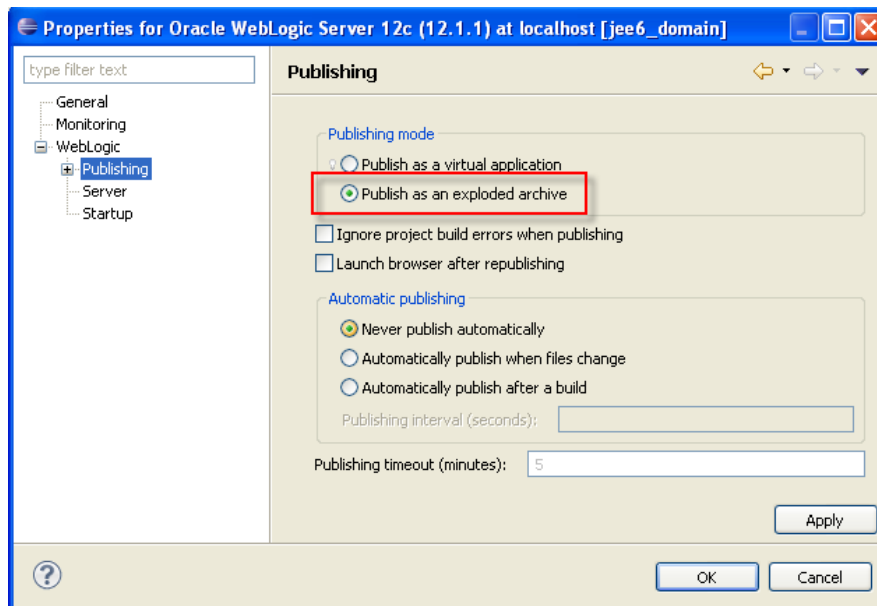 Properties for Oracle WebLogic Server 12c (12.1.1) at localhost [jee6_domain]
type filter text
General
Monitoring
WebLogic
Publishing
Server
Startup
Publishing
Publishing mode
Publish as a virtual application
Publish as an exploded archive
Ignore project build errors when publishing
Launch browser after republishing
Automatic publishing
Never publish automatically
Automatically publish when files change
Automatically publish after a build
Publishing interval (seconds):
Publishing timeout (minutes): 5
Apply
? OK Cancel